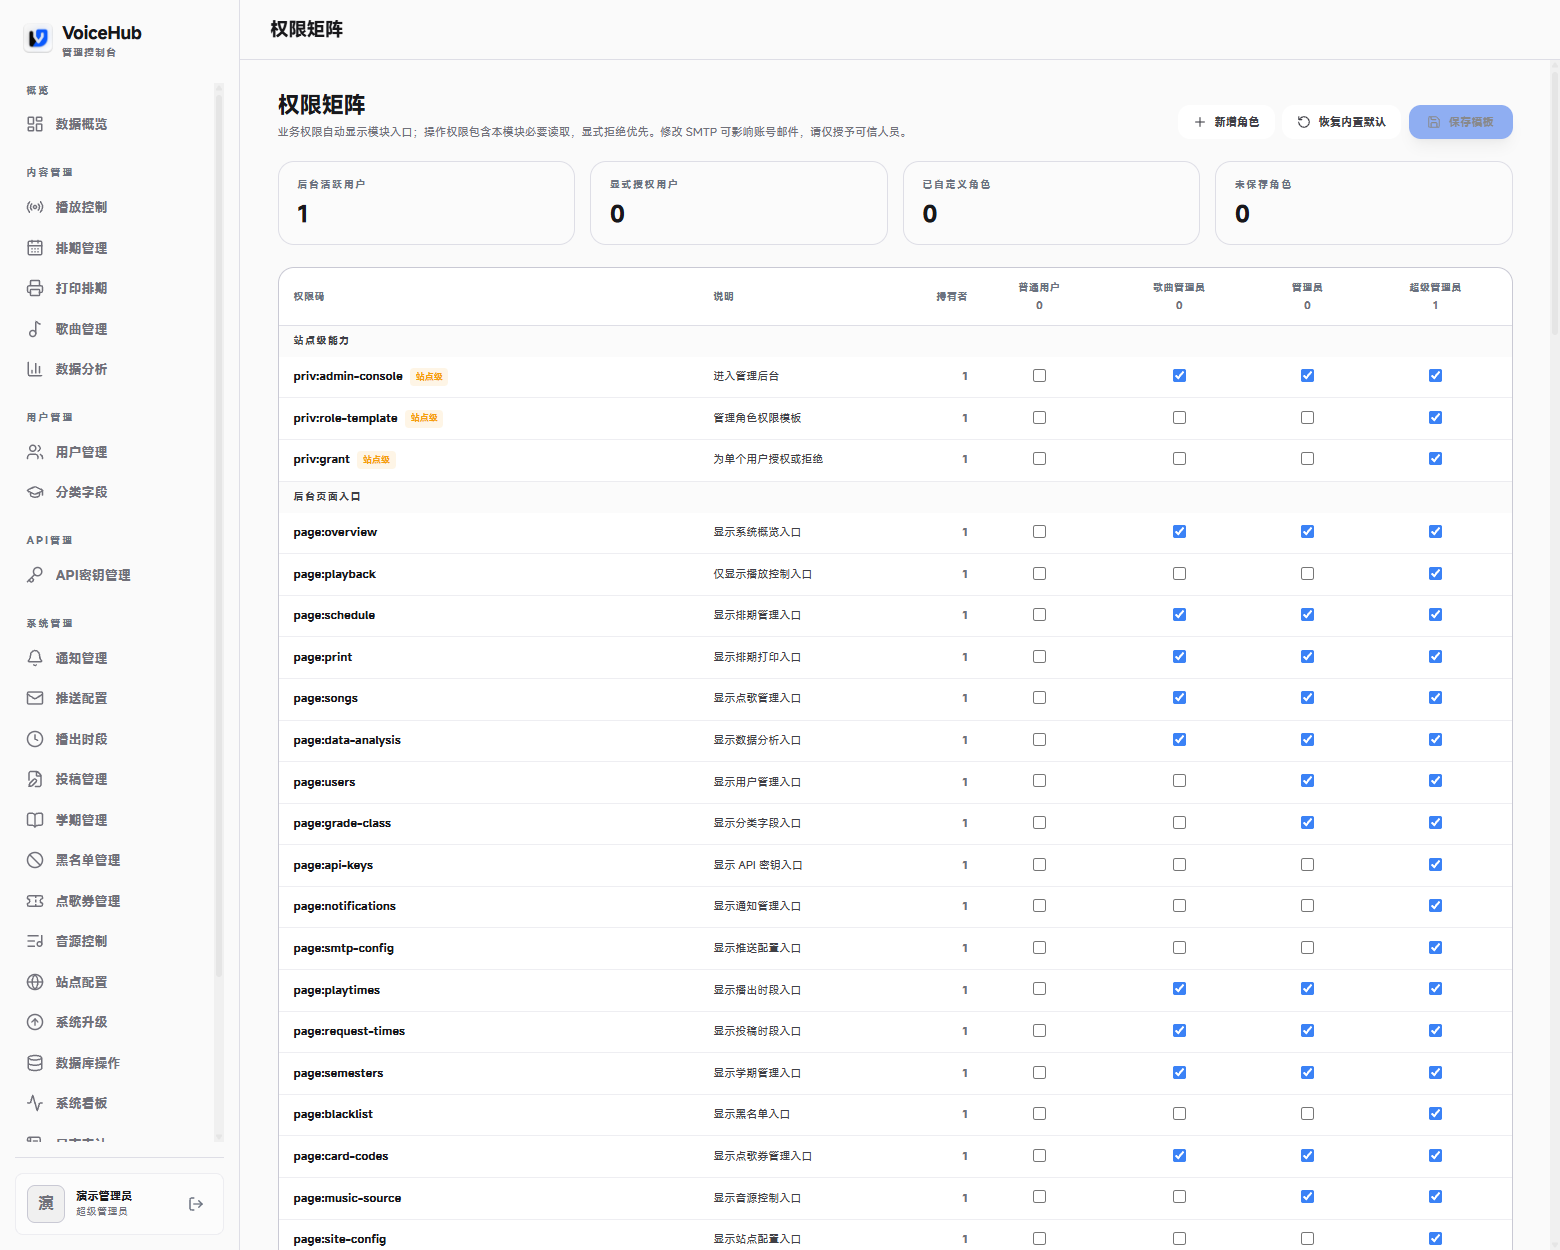 VoiceHub
管理控制台
概览
数据概览
内容管理
播放控制
排期管理
打印排期
歌曲管理
数据分析
用户管理
用户管理
分类字段
API管理
API密钥管理
系统管理
通知管理
推送配置
播出时段
投稿管理
学期管理
黑名单管理
点歌券管理
音源控制
站点配置
系统升级
数据库操作
系统看板
演
演示管理员
超级管理员
权限矩阵
权限矩阵
业务权限自动显示模块入口；操作权限包含本模块必要读取，显式拒绝优先。修改 SMTP 可影响账号邮件，请仅授予可信人员。
新增角色
恢复内置默认
保存模板
后台活跃用户
1
显式授权用户
0
已自定义角色
0
未保存角色
0
权限码 说明 持有者 普通用户 0 歌曲管理员 0 管理员 0 超级管理员 1
站点级能力
priv:admin-console 站点级 进入管理后台 1
priv:role-template 站点级 管理角色权限模板 1
priv:grant 站点级 为单个用户授权或拒绝 1
后台页面入口
page:overview 显示系统概览入口 1
page:playback 仅显示播放控制入口 1
page:schedule 显示排期管理入口 1
page:print 显示排期打印入口 1
page:songs 显示点歌管理入口 1
page:data-analysis 显示数据分析入口 1
page:users 显示用户管理入口 1
page:grade-class 显示分类字段入口 1
page:api-keys 显示 API 密钥入口 1
page:notifications 显示通知管理入口 1
page:smtp-config 显示推送配置入口 1
page:playtimes 显示播出时段入口 1
page:request-times 显示投稿时段入口 1
page:semesters 显示学期管理入口 1
page:blacklist 显示黑名单入口 1
page:card-codes 显示点歌券管理入口 1
page:music-source 显示音源控制入口 1
page:site-config 显示站点配置入口 1